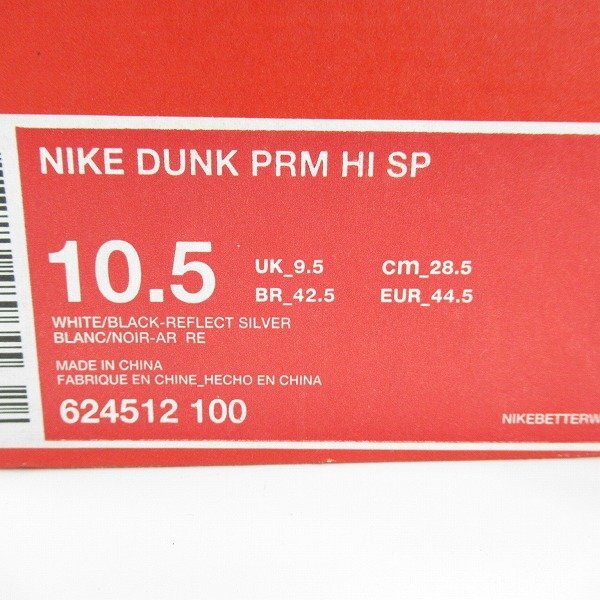 NIKE DUNK PRM HI SP
10.5 UK_9.5 cm_28.5
BR_42.5 EUR_44.5
WHITE/BLACK-REFLECT SILVER
BLANC/NOIR-AR RE
MADE IN CHINA
FABRIQUE EN CHINE_HECHO EN CHINA
624512 100
NIKEBETTERW